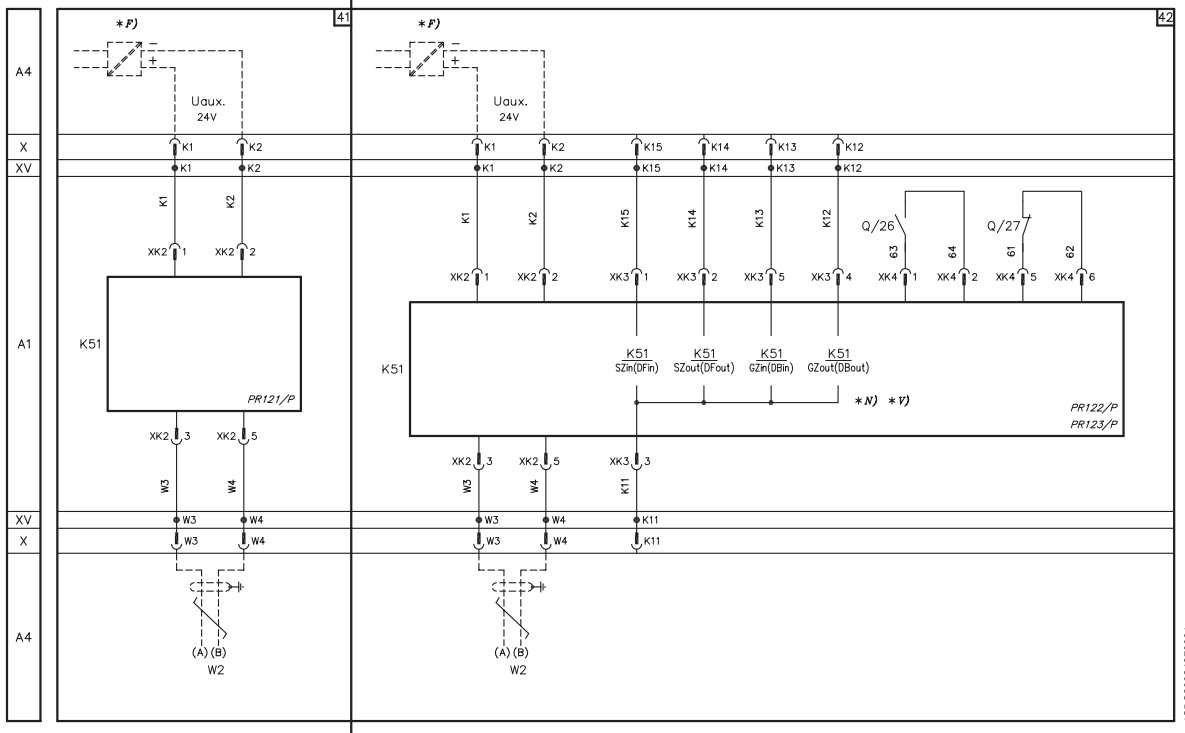 41
42
*F)
*F)
−
+
−
+
A4
Uaux.
24V
Uaux.
24V
X
K1
K2
K1
K2
K15
K14
K13
K12
XV
K1
K2
K1
K2
K15
K14
K13
K12
K1
K2
K1
K2
K15
K14
K13
K12
Q/26
63
64
Q/27
61
62
XK2 1
XK2 2
XK2 1
XK2 2
XK3 1
XK3 2
XK3 5
XK3 4
XK4 1
XK4 2
XK4 5
XK4 6
A1
K51
PR121/P
K51
K51
SZin(DFin)
K51
SZout(DFout)
K51
GZin(DBin)
K51
GZout(DBout)
*N) *V)
PR122/P
PR123/P
XK2 3
XK2 5
XK2 3
XK2 5
XK3 3
W3
W4
W3
W4
K11
XV
W3
W4
W3
W4
K11
X
W3
W4
W3
W4
K11
A4
(A) (B)
W2
(A) (B)
W2